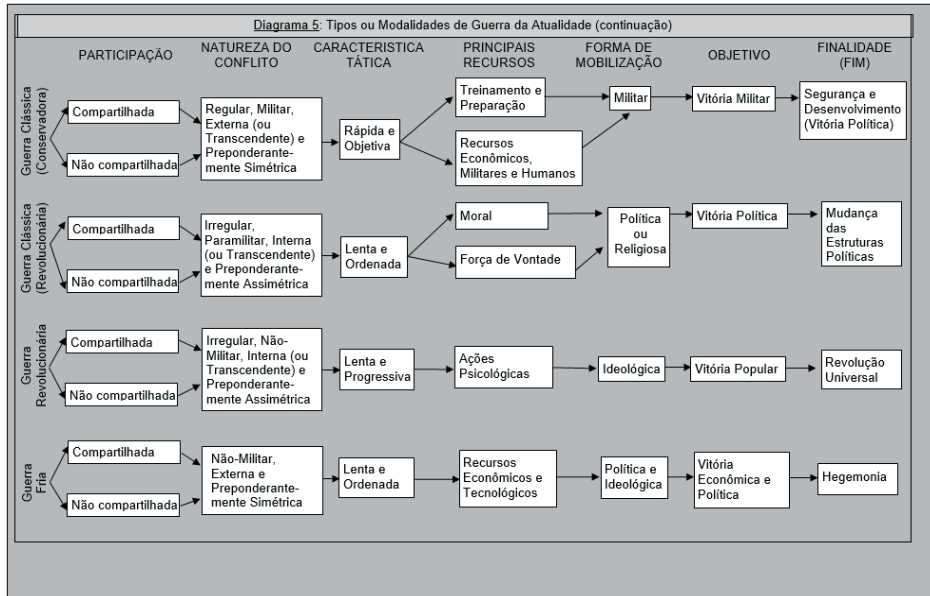 Diagrama 5: Tipos ou Modalidades de Guerra da Atualidade (continuação)
PARTICIPAÇÃO
NATUREZA DO
CONFLITO
CARACTERISTICA
TÁTICA
PRINCIPAIS
RECURSOS
FORMA DE
MOBILIZAÇÃO
OBJETIVO
FINALIDADE
(FIM)
Guerra Clássica
(Conservadora)
Compartilhada
Não compartilhada
Regular, Militar,
Externa (ou
Transcendente) e
Preponderante-
mente Simétrica
Rápida e
Objetiva
Treinamento e
Preparação
Recursos
Econômicos,
Militares e Humanos
Militar
Vitória Militar
Segurança e
Desenvolvimento
(Vitória Política)
Guerra Clássica
(Revolucionária)
Compartilhada
Não compartilhada
Irregular,
Paramilitar, Interna
(ou Transcendente)
e Preponderante-
mente Assimétrica
Lenta e
Ordenada
Moral
Força de Vontade
Política
ou
Religiosa
Vitória Política
Mudança
das
Estruturas
Políticas
Guerra
Revolucionária
Compartilhada
Não compartilhada
Irregular, Não-
Militar, Interna (ou
Transcendente) e
Preponderante-
mente Assimétrica
Lenta e
Progressiva
Ações
Psicológicas
Ideológica
Vitória Popular
Revolução
Universal
Guerra
Fria
Compartilhada
Não compartilhada
Não-Militar,
Externa e
Preponderante-
mente Simétrica
Lenta e
Ordenada
Recursos
Econômicos e
Tecnológicos
Política e
Ideológica
Vitória
Econômica e
Política
Hegemonia